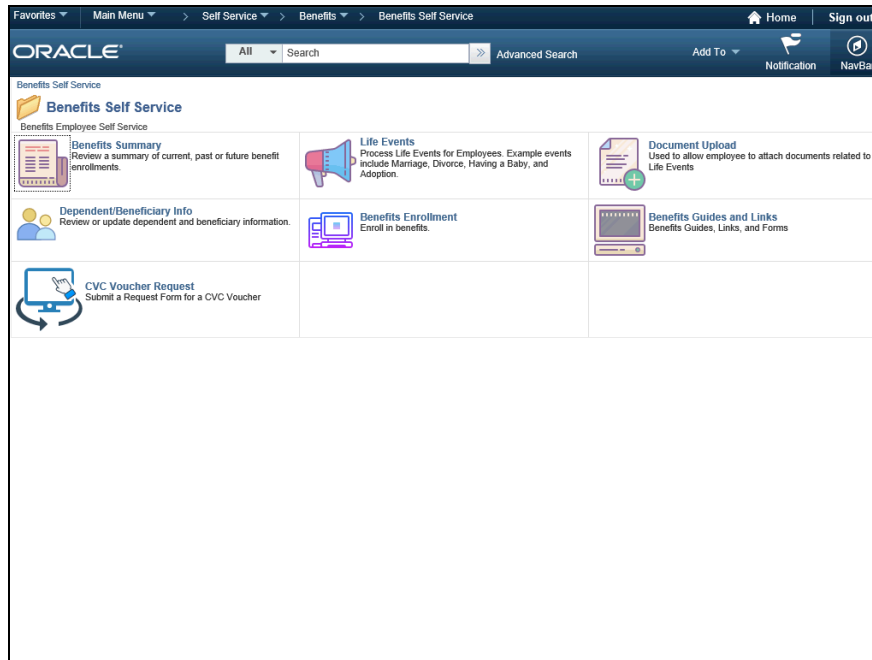 Favorites Main Menu > Self Service > Benefits > Benefits Self Service Home Sign out
ORACLE All Search >> Advanced Search Add To Notification NavBa
Benefits Self Service
Benefits Self Service
Benefits Employee Self Service
Benefits Summary
Review a summary of current, past or future benefit
enrollments.
Life Events
Process Life Events for Employees. Example events
include Marriage, Divorce, Having a Baby, and
Adoption.
Document Upload
Used to allow employee to attach documents related to
Life Events
Dependent/Beneficiary Info
Review or update dependent and beneficiary information.
Benefits Enrollment
Enroll in benefits.
Benefits Guides and Links
Benefits Guides, Links, and Forms
CVC Voucher Request
Submit a Request Form for a CVC Voucher